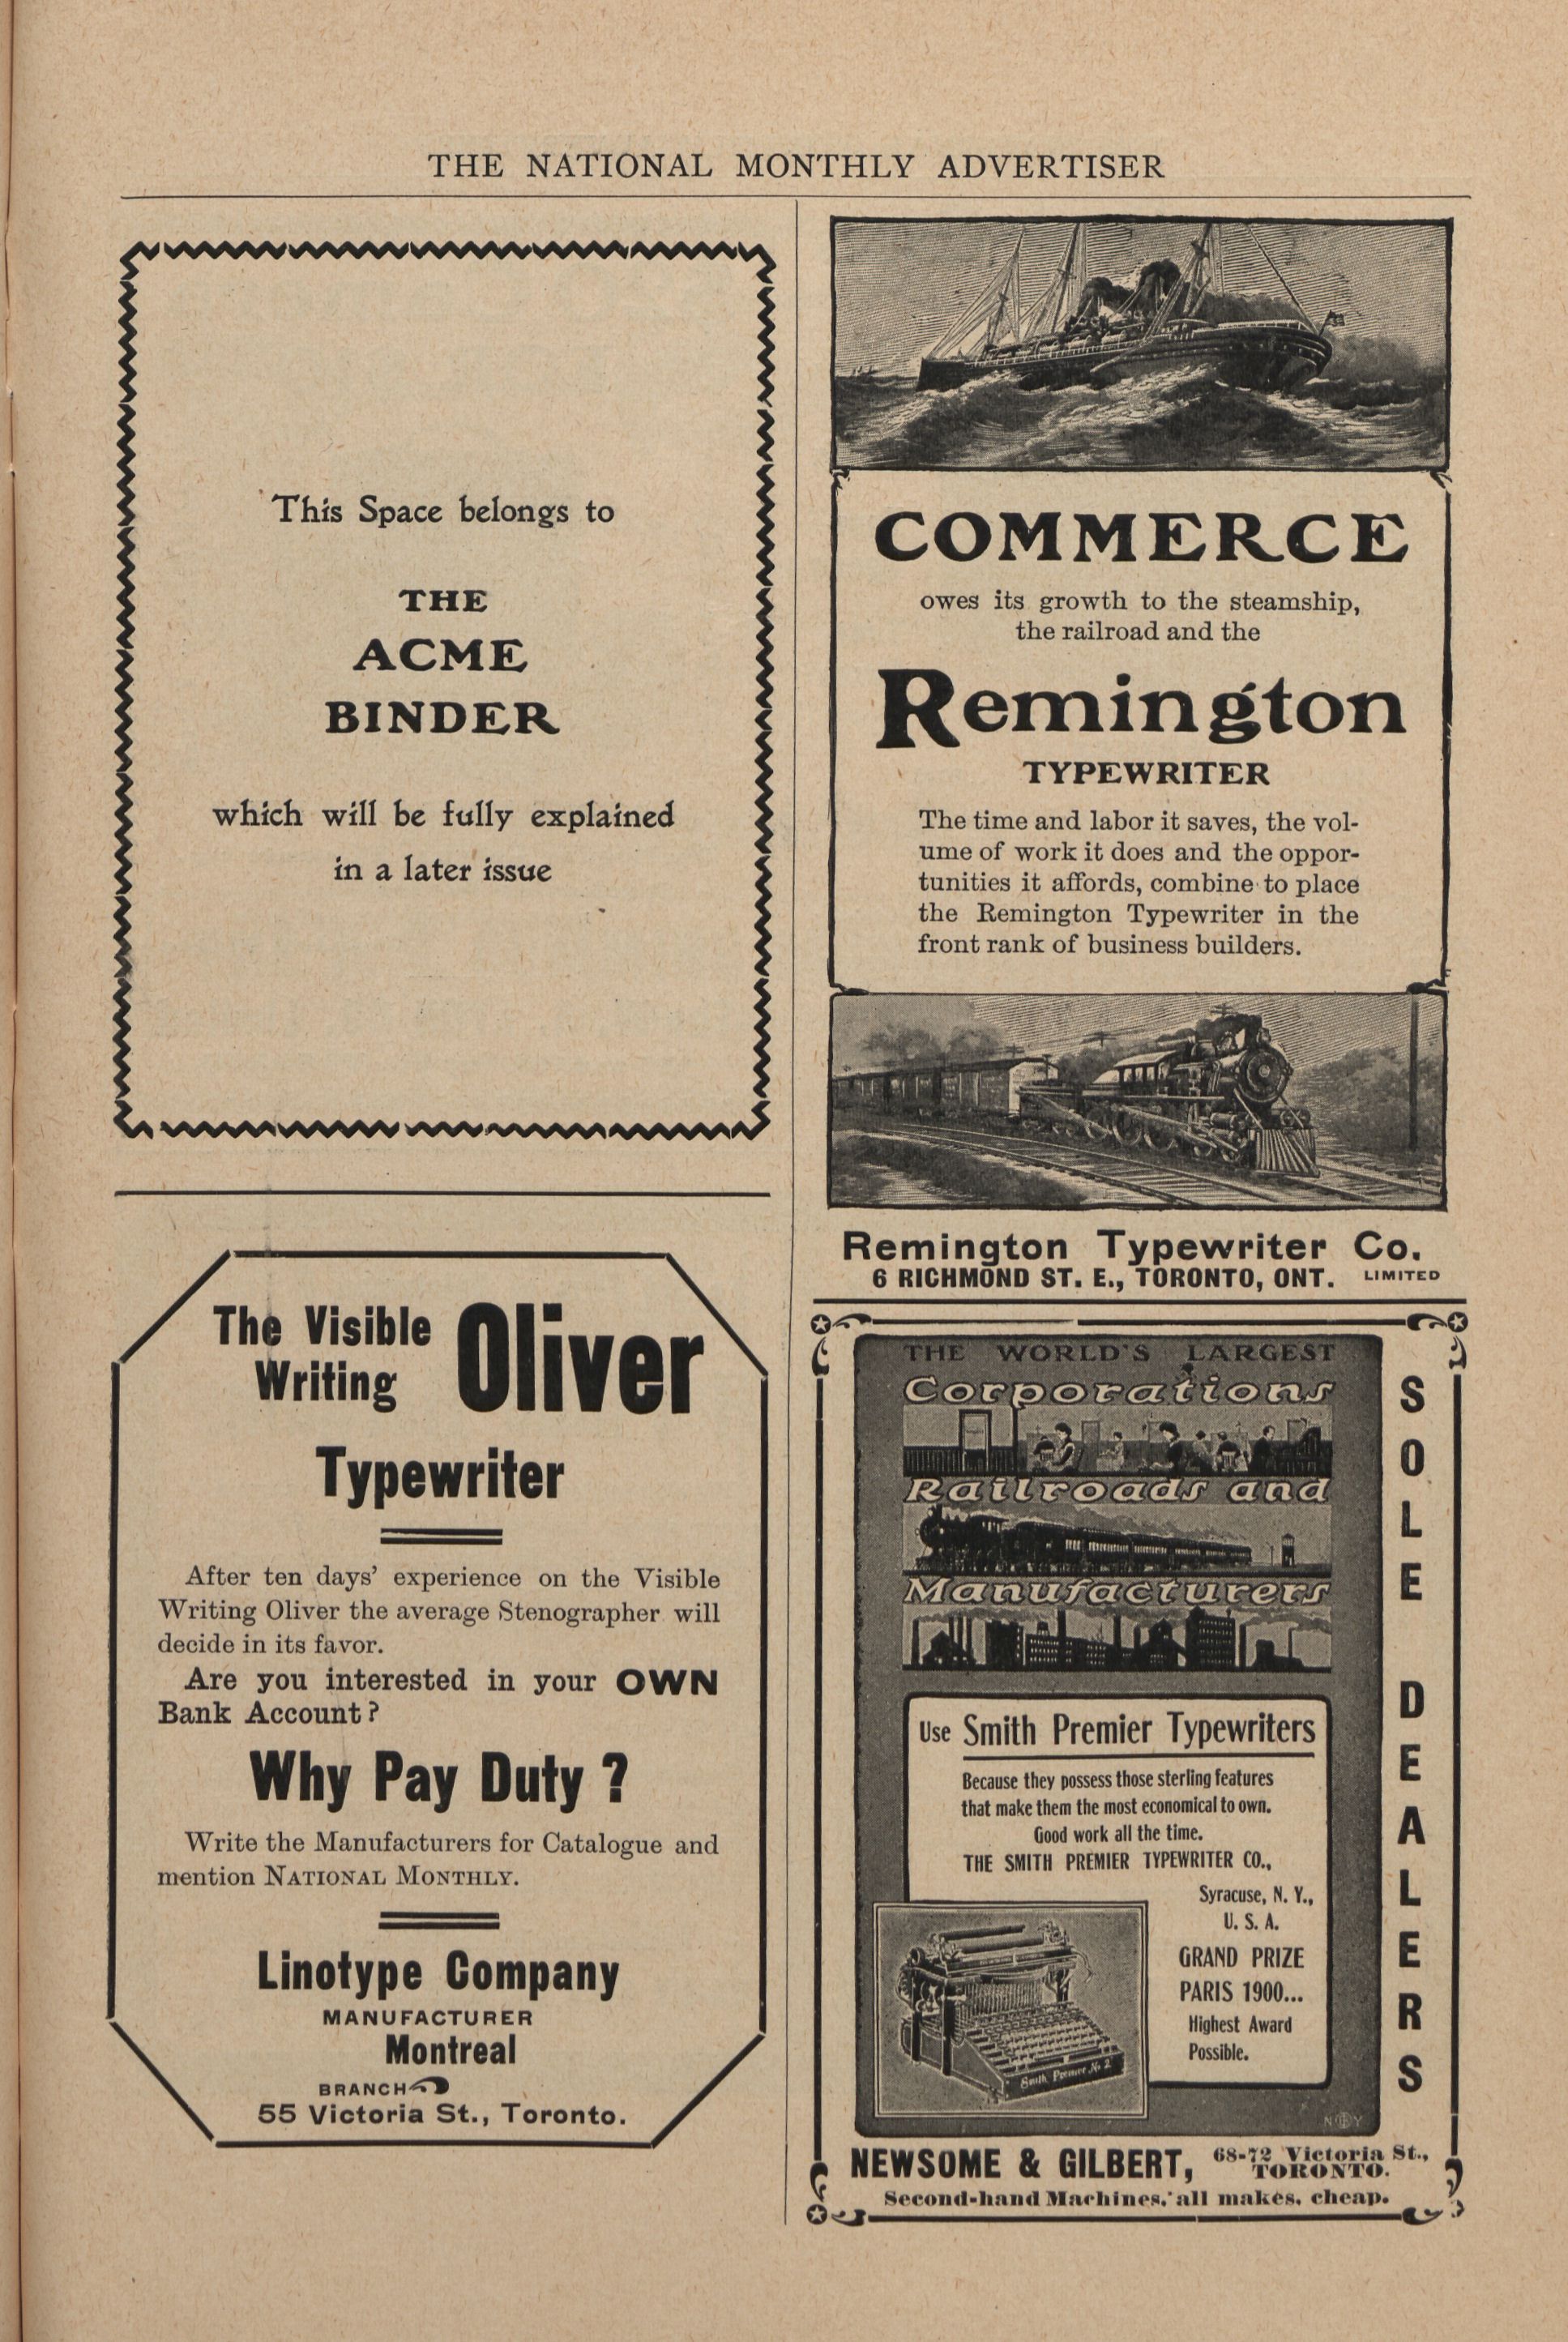 THE NATIONAL MONTHLY ADVERTISER
This Space belongs to
THE
ACME
BINDER
which will be fully explained
in a later issue
The Visible
Writing
Oliver
Typewriter
After ten days' experience on the Visible
Writing Oliver the average Stenographer will
decide in its favor.
Are you interested in your OWN
Bank Account?
Why Pay Duty?
Write the Manufacturers for Catalogue and
mention NATIONAL MONTHLY.
Linotype Company
MANUFACTURER
Montreal
BRANCH
55 Victoria St., Toronto.
COMMERCE
owes its growth to the steamship,
the railroad and the
Remington
TYPEWRITER
The time and labor it saves, the vol-
ume of work it does and the oppor-
tunities it affords, combine to place
the Remington Typewriter in the
front rank of business builders.
Remington Typewriter Co.
6 RICHMOND ST. E., TORONTO, ONT. LIMITED
THE WORLD'S LARGEST
Corporations
Railroads and
Manufacturers
Use Smith Premier Typewriters
Because they possess those sterling features
that make them the most economical to own.
Good work all the time.
THE SMITH PREMIER TYPEWRITER CO.,
Syracuse, N. Y.,
U. S. A.
GRAND PRIZE
PARIS 1900...
Highest Award
Possible.
Smith Premier No 2
SOLE DEALERS
NEWSOME & GILBERT, 68-72 Victoria St.,
TORONTO.
Second-hand Machines, all makes, cheap.